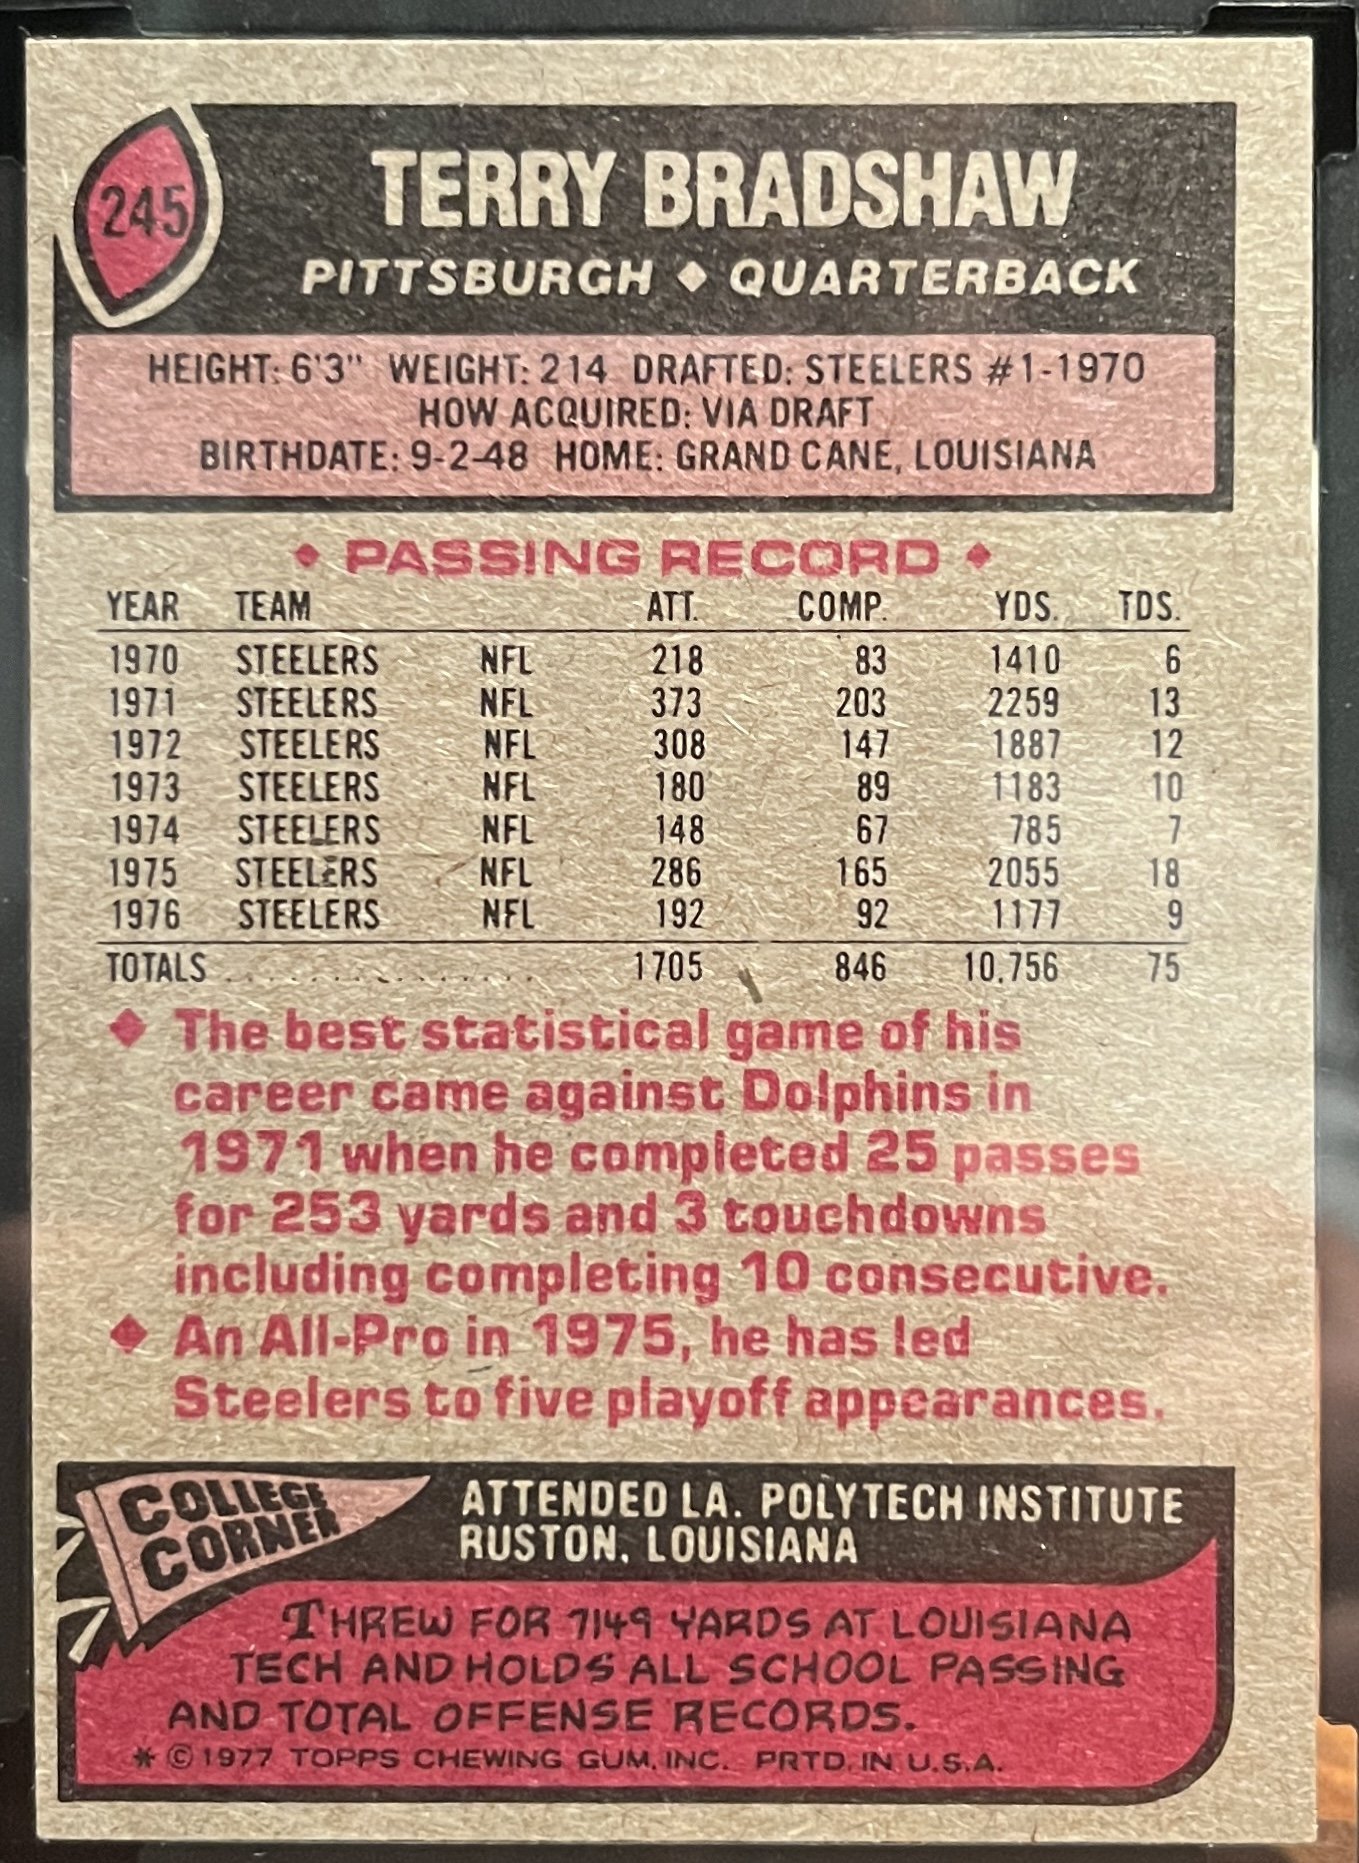 245
TERRY BRADSHAW
PITTSBURGH ♦ QUARTERBACK
HEIGHT: 6'3" WEIGHT: 214 DRAFTED: STEELERS #1-1970
HOW ACQUIRED: VIA DRAFT
BIRTHDATE: 9-2-48 HOME: GRAND CANE, LOUISIANA
♦ PASSING RECORD ♦
YEAR TEAM ATT. COMP. YDS. TDS.
1970 STEELERS NFL 218 83 1410 6
1971 STEELERS NFL 373 203 2259 13
1972 STEELERS NFL 308 147 1887 12
1973 STEELERS NFL 180 89 1183 10
1974 STEELERS NFL 148 67 785 7
1975 STEELERS NFL 286 165 2055 18
1976 STEELERS NFL 192 92 1177 9
TOTALS . . . . . . . . . . . . . . . . 1705 846 10,756 75
♦ The best statistical game of his
career came against Dolphins in
1971 when he completed 25 passes
for 253 yards and 3 touchdowns
including completing 10 consecutive.
♦ An All-Pro in 1975, he has led
Steelers to five playoff appearances.
COLLEGE
CORNER
ATTENDED LA. POLYTECH INSTITUTE
RUSTON, LOUISIANA
THREW FOR 7149 YARDS AT LOUISIANA
TECH AND HOLDS ALL SCHOOL PASSING
AND TOTAL OFFENSE RECORDS.
* © 1977 TOPPS CHEWING GUM, INC. PRTD. IN U.S.A.